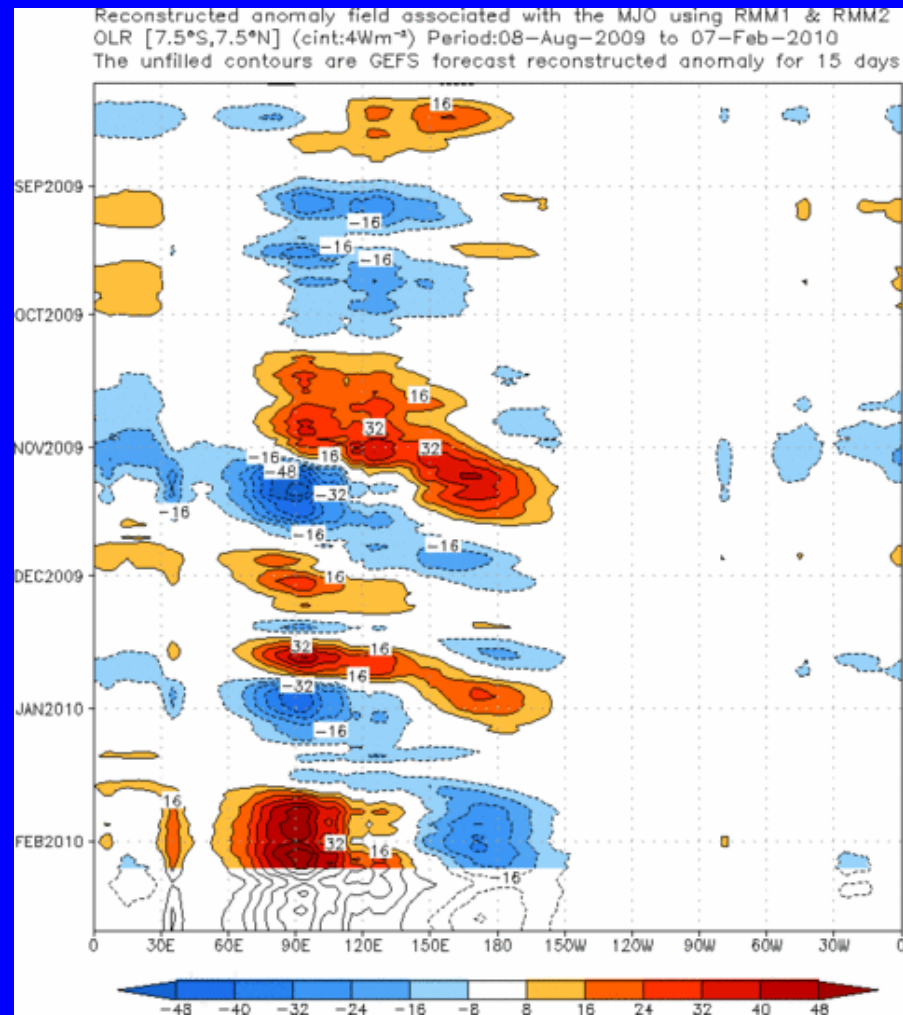 Reconstructed anomaly field associated with the MJO using RMM1 & RMM2
OLR [7.5°S,7.5°N] (cint:4Wm⁻²) Period:08-Aug-2009 to 07-Feb-2010
The unfilled contours are GEFS forecast reconstructed anomaly for 15 days
16
SEP2009
-16
-16
-16
OCT2009
16
32
NOV2009
-16
16
32
-48
-32
-16
-16
DEC2009
16
32
16
16
-32
JAN2010
-16
16
FEB2010
32
16
-16
0 30E 60E 90E 120E 150E 180 150W 120W 90W 60W 30W 0
-48 -40 -32 -24 -16 -8 8 16 24 32 40 48